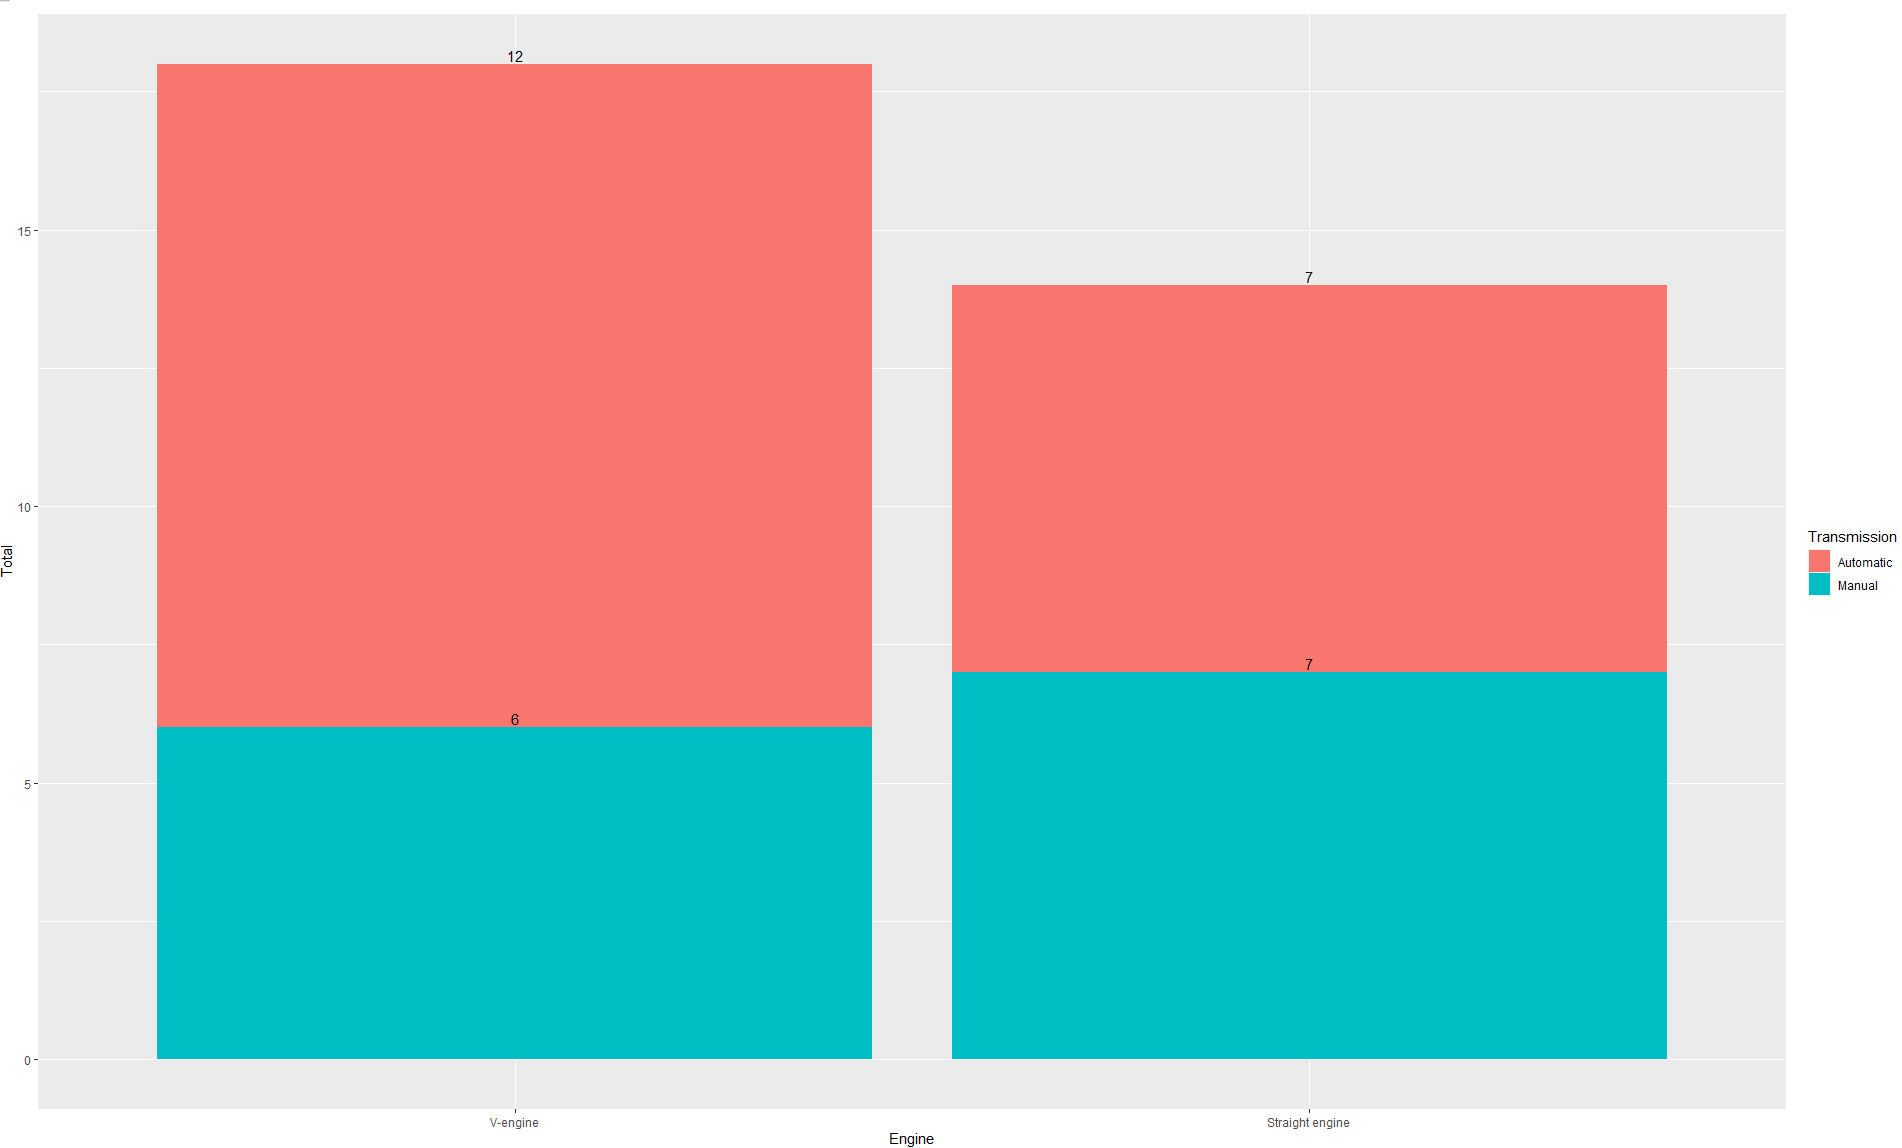 12
7
7
6
15
10
5
0
Total
V-engine
Straight engine
Engine
Transmission
Automatic
Manual